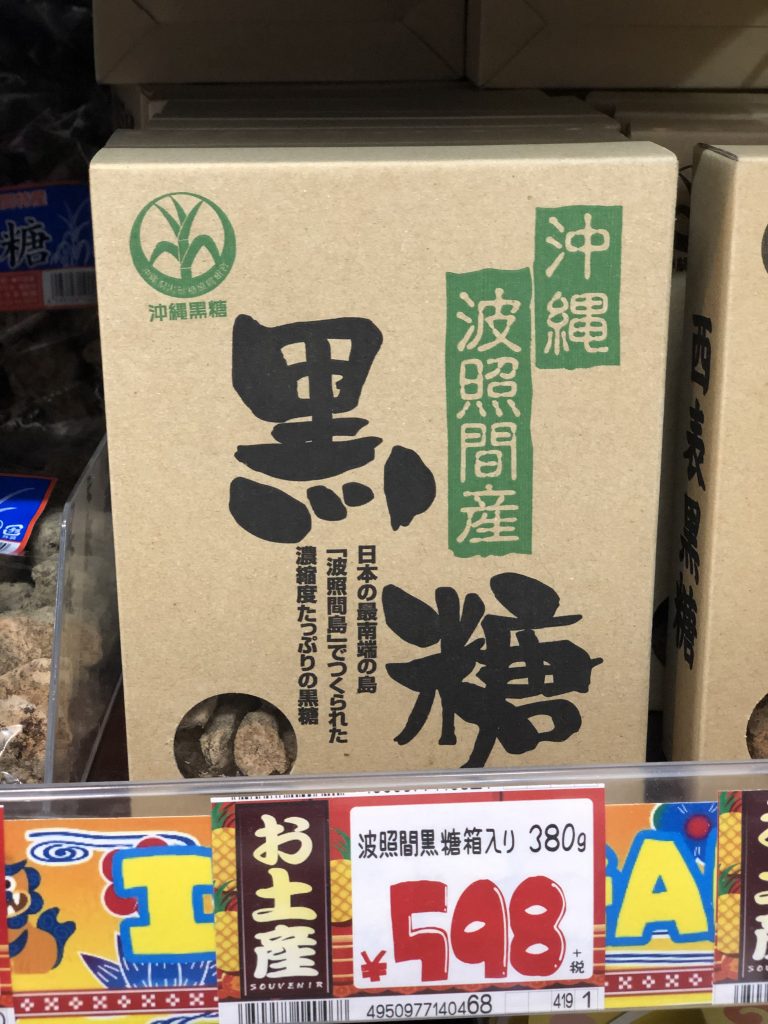 沖縄黒糖
沖縄
波照間産
黒糖
日本の最南端の島
「波照間島」でつくられた
濃縮度たっぷりの黒糖
西表黒糖
糖
お土産
SOUVENIR
波照間黒糖箱入り 380g
¥598
+税
4950977140468
419 1
A